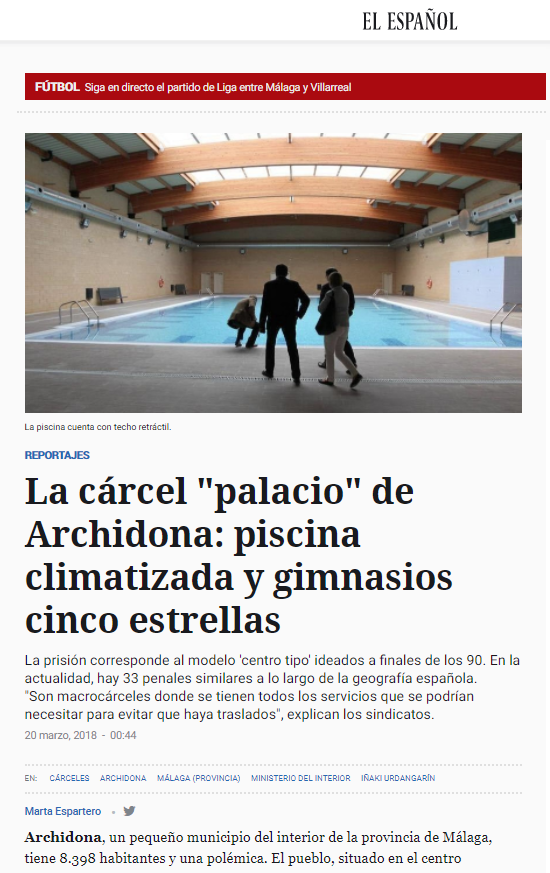 EL ESPAÑOL
FÚTBOL Siga en directo el partido de Liga entre Málaga y Villarreal
La piscina cuenta con techo retráctil.
REPORTAJES
La cárcel "palacio" de
Archidona: piscina
climatizada y gimnasios
cinco estrellas
La prisión corresponde al modelo 'centro tipo' ideados a finales de los 90. En la
actualidad, hay 33 penales similares a lo largo de la geografía española.
"Son macrocárceles donde se tienen todos los servicios que se podrían
necesitar para evitar que haya traslados", explican los sindicatos.
20 marzo, 2018 - 00:44
EN: CÁRCELES ARCHIDONA MÁLAGA (PROVINCIA) MINISTERIO DEL INTERIOR IÑAKI URDANGARÍN
Marta Espartero
Archidona, un pequeño municipio del interior de la provincia de Málaga,
tiene 8.398 habitantes y una polémica. El pueblo, situado en el centro